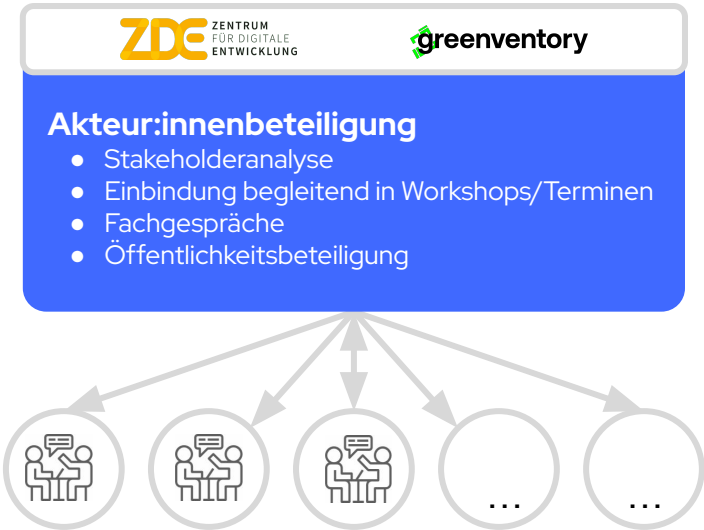 ZDE ZENTRUM
FÜR DIGITALE
ENTWICKLUNG
greenventory
Akteur:innenbeteiligung
● Stakeholderanalyse
● Einbindung begleitend in Workshops/Terminen
● Fachgespräche
● Öffentlichkeitsbeteiligung
... ...